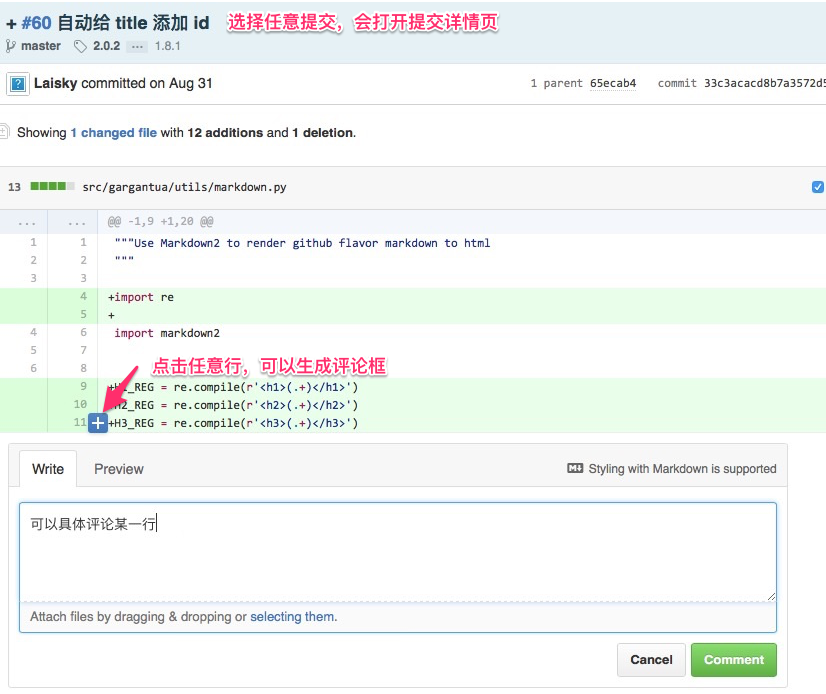 + #60 自动给 title 添加 id 选择任意提交，会打开提交详情页
master 2.0.2 ... 1.8.1
Laisky committed on Aug 31 1 parent 65ecab4 commit 33c3acacd8b7a3572d5
Showing 1 changed file with 12 additions and 1 deletion.
13 src/gargantua/utils/markdown.py
... ... @@ -1,9 +1,20 @@
1 1 """Use Markdown2 to render github flavor markdown to html
2 2 """
3 3
4 +import re
5 +
4 6 import markdown2
5 7
点击任意行，可以生成评论框
6 8
9 +H1_REG = re.compile(r'<h1>(.+)</h1>')
10 H2_REG = re.compile(r'<h2>(.+)</h2>')
11 +H3_REG = re.compile(r'<h3>(.+)</h3>')
Write Preview Styling with Markdown is supported
可以具体评论某一行
Attach files by dragging & dropping or selecting them.
Cancel Comment